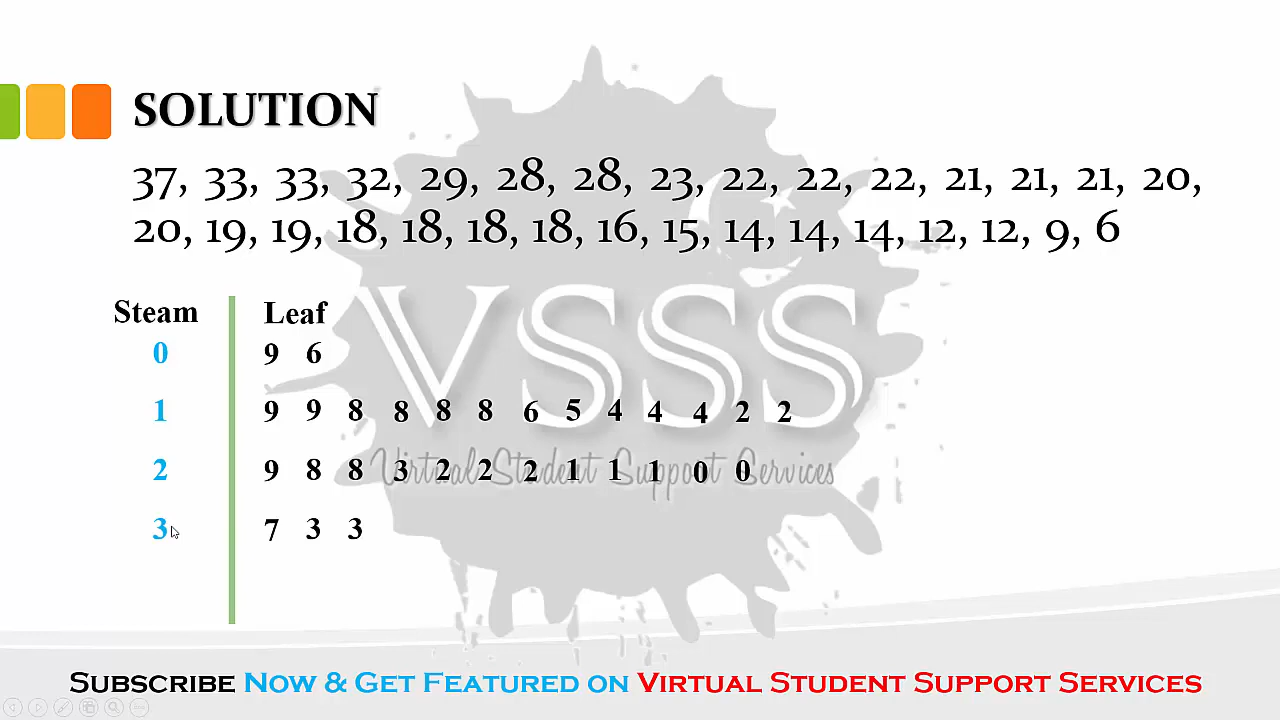 SOLUTION
37, 33, 33, 32, 29, 28, 28, 23, 22, 22, 22, 21, 21, 21, 20,
20, 19, 19, 18, 18, 18, 18, 16, 15, 14, 14, 14, 12, 12, 9, 6
Steam Leaf
0 9 6
1 9 9 8 8 8 8 6 5 4 4 4 2 2
2 9 8 8 3 2 2 2 1 1 1 0 0
3 7 3 3
VSSS
Virtual Student Support Services
SUBSCRIBE NOW & GET FEATURED ON VIRTUAL STUDENT SUPPORT SERVICES